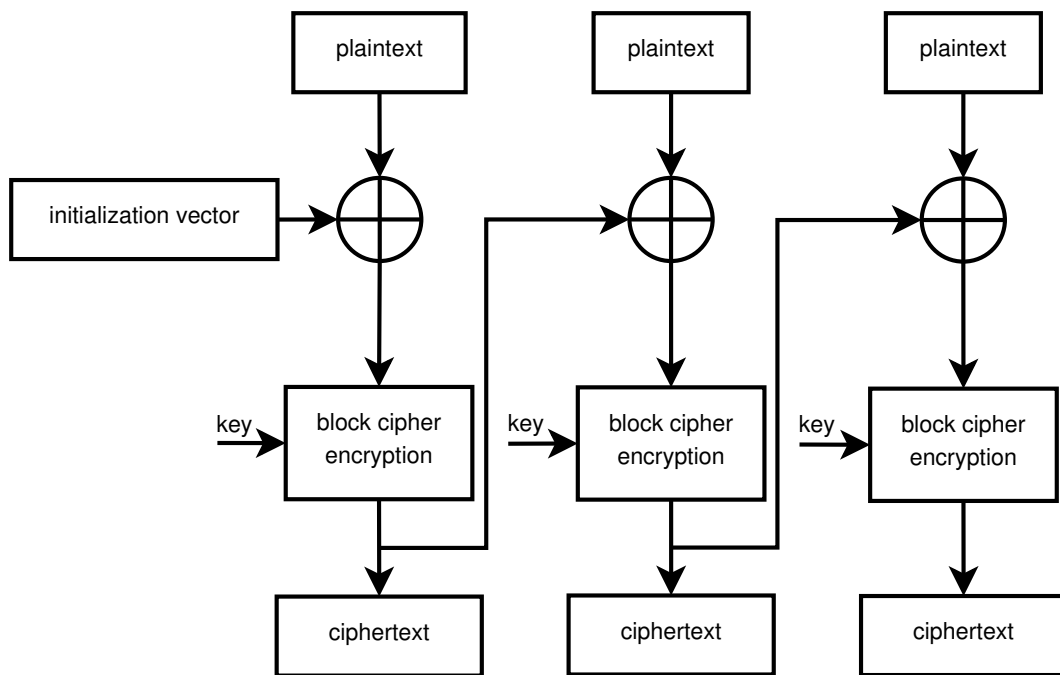 plaintext
plaintext
plaintext
initialization vector
key
block cipher
encryption
key
block cipher
encryption
key
block cipher
encryption
ciphertext
ciphertext
ciphertext